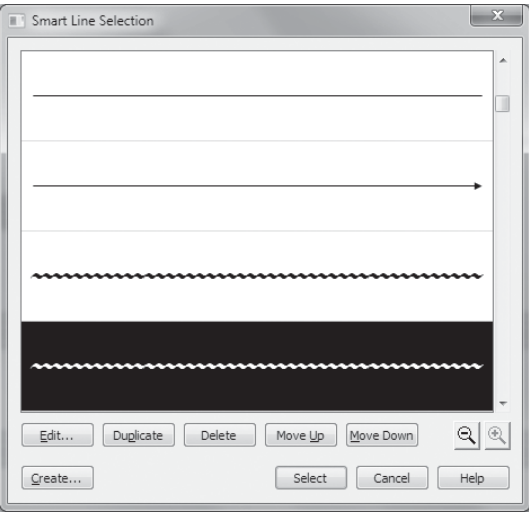 Smart Line Selection
Edit... Duplicate Delete Move Up Move Down
Create... Select Cancel Help